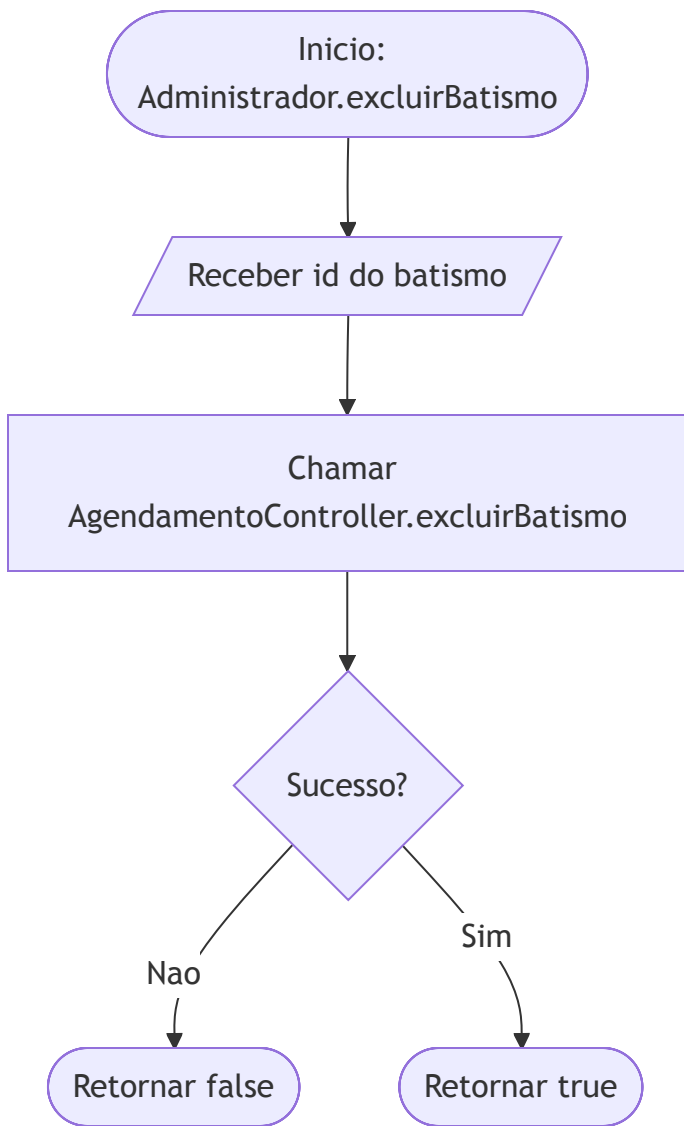 Inicio:
Administrador.excluirBatismo
Receber id do batismo
Chamar
AgendamentoController.excluirBatismo
Sucesso?
Sim
Nao
Retornar false
Retornar true